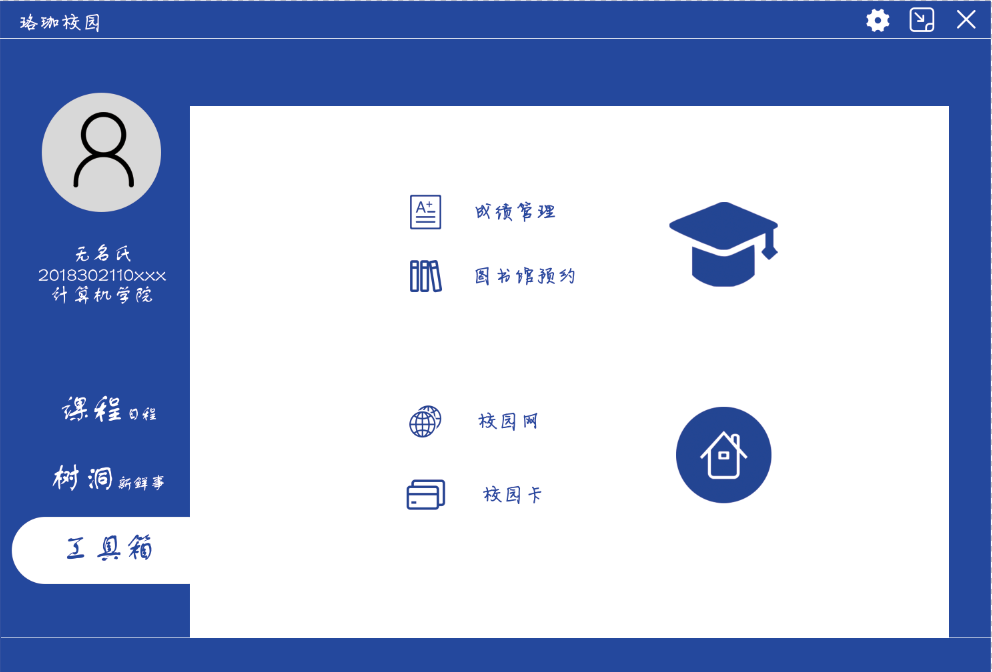 珞珈校园
无名氏
2018302110xxx
计算机学院
课程日程
树洞新鲜事
工具箱
A+
成绩管理
图书馆预约
校园网
校园卡